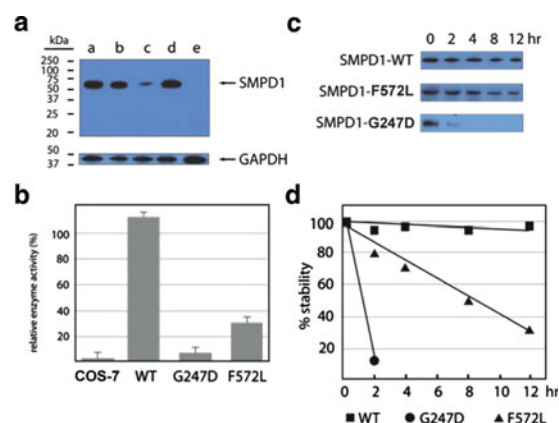 a
kDa a b c d e
250
100
75
50
37
25
20
SMPD1
50
37
GAPDH
b
relative enzyme activity (%)
100
80
60
40
20
COS-7 WT G247D F572L
c
0 2 4 8 12 hr
SMPD1-WT
SMPD1-F572L
SMPD1-G247D
d
% stability
100
80
60
40
20
0 2 4 6 8 10 12 hr
WT G247D F572L